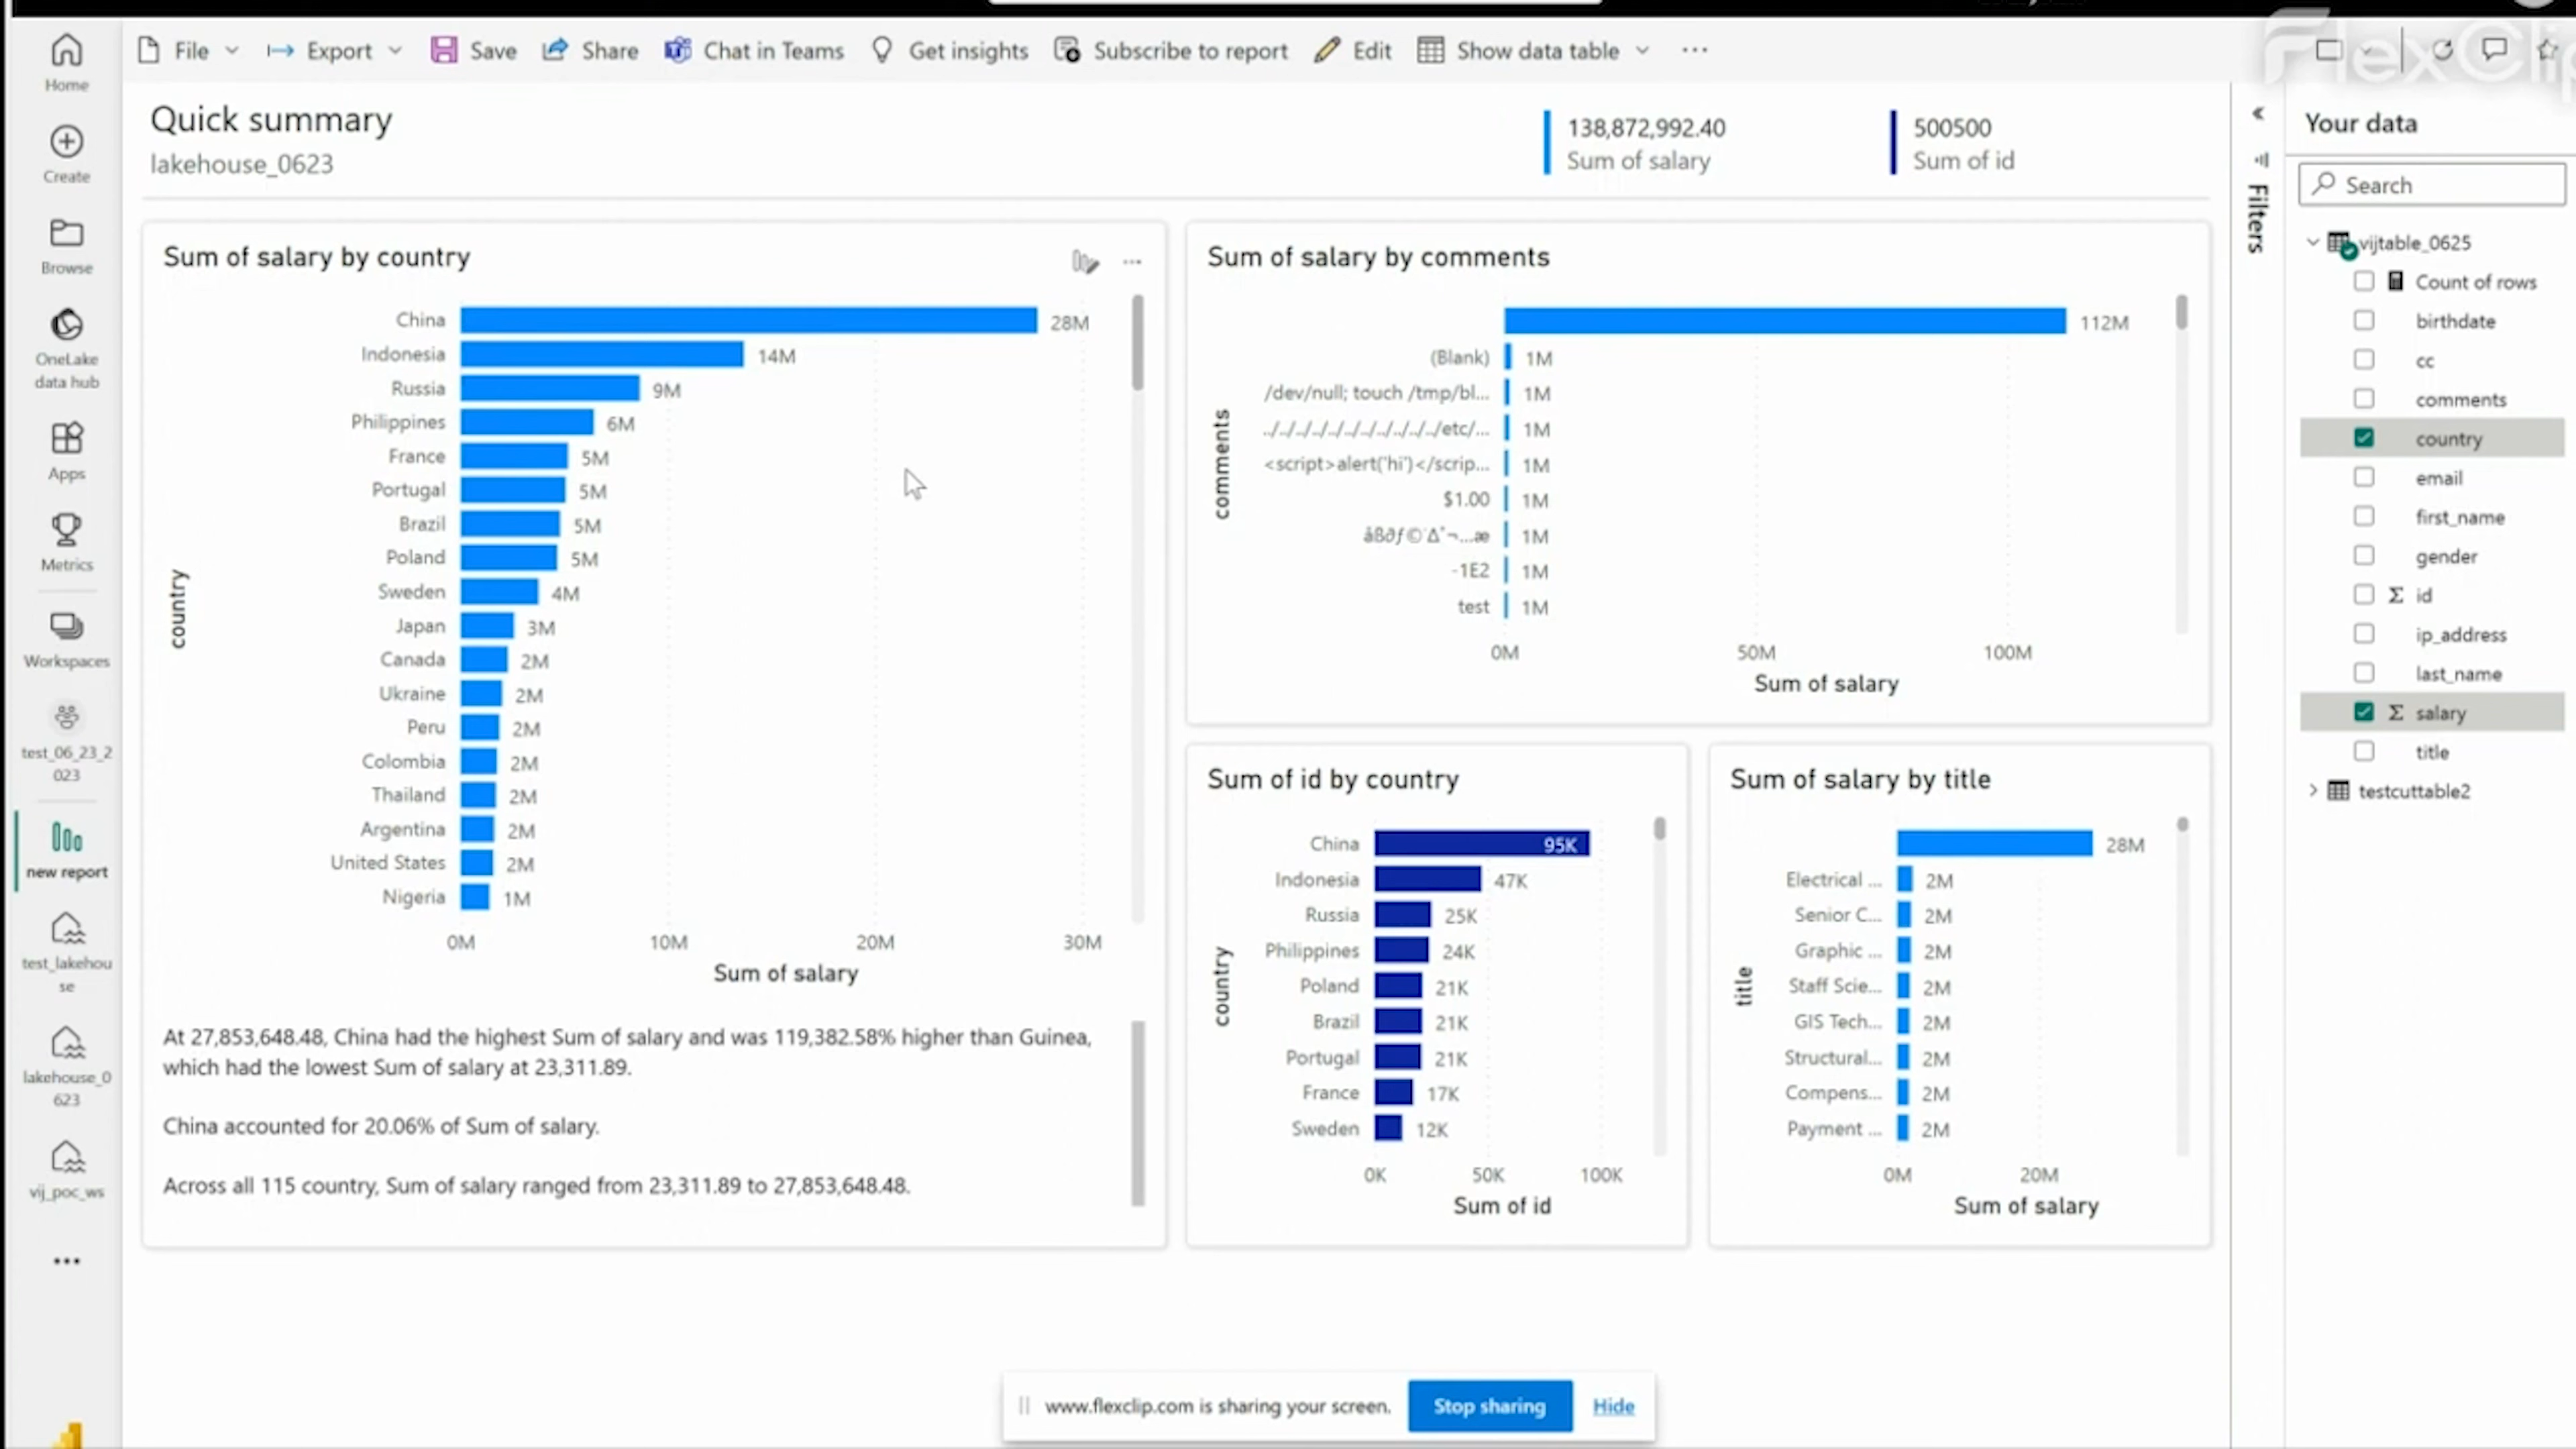 File
Export
Save
Share
Chat in Teams
Get insights
Subscribe to report
Edit
Show data table
FlexClip
Home
Create
Browse
OneLake
data hub
Apps
Metrics
Workspaces
test_06_23_2
023
new report
test_lakehou
se
lakehouse_0
623
vij_poc_ws
Quick summary
lakehouse_0623
138,872,992.40
Sum of salary
500500
Sum of id
Sum of salary by country
country
China 28M
Indonesia 14M
Russia 9M
Philippines 6M
France 5M
Portugal 5M
Brazil 5M
Poland 5M
Sweden 4M
Japan 3M
Canada 2M
Ukraine 2M
Peru 2M
Colombia 2M
Thailand 2M
Argentina 2M
United States 2M
Nigeria 1M
0M 10M 20M 30M
Sum of salary
At 27,853,648.48, China had the highest Sum of salary and was 119,382.58% higher than Guinea,
which had the lowest Sum of salary at 23,311.89.
China accounted for 20.06% of Sum of salary.
Across all 115 country, Sum of salary ranged from 23,311.89 to 27,853,648.48.
Sum of salary by comments
comments
112M
(Blank) 1M
/dev/null; touch /tmp/bl... 1M
../../../../../../../../../../../etc/... 1M
<script>alert('hi')</scrip... 1M
$1.00 1M
åß∂ƒ©˙∆˚¬…æ 1M
-1E2 1M
test 1M
0M 50M 100M
Sum of salary
Sum of id by country
country
China 95K
Indonesia 47K
Russia 25K
Philippines 24K
Poland 21K
Brazil 21K
Portugal 21K
France 17K
Sweden 12K
0K 50K 100K
Sum of id
Sum of salary by title
title
28M
Electrical ... 2M
Senior C... 2M
Graphic ... 2M
Staff Scie... 2M
GIS Tech... 2M
Structural... 2M
Compens... 2M
Payment ... 2M
0M 20M
Sum of salary
Filters
Your data
Search
vijtable_0625
Count of rows
birthdate
cc
comments
country
email
first_name
gender
Σ id
ip_address
last_name
Σ salary
title
testcuttable2
www.flexclip.com is sharing your screen.
Stop sharing
Hide